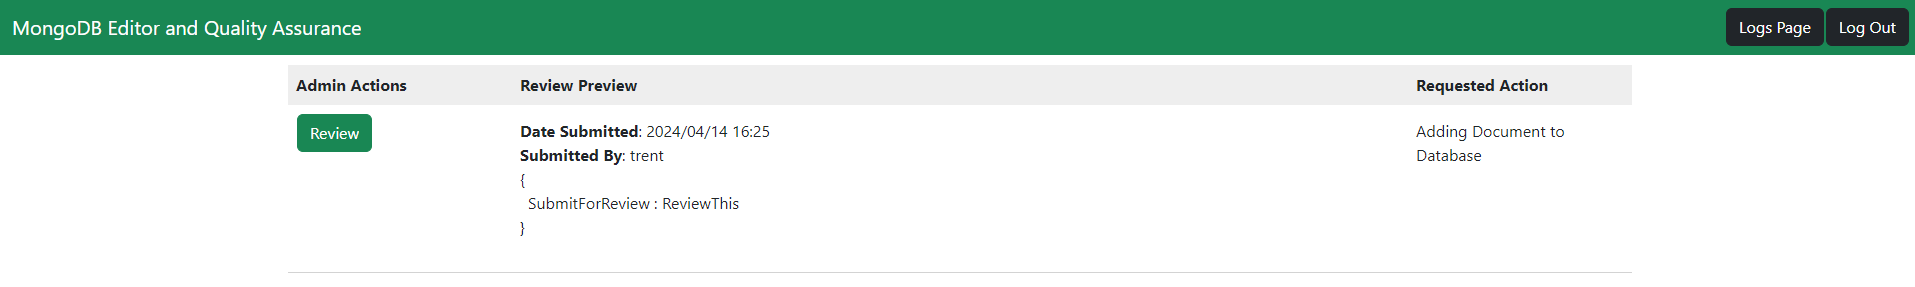 MongoDB Editor and Quality Assurance
Logs Page
Log Out
Admin Actions
Review Preview
Requested Action
Review
Date Submitted: 2024/04/14 16:25
Submitted By: trent
{
SubmitForReview : ReviewThis
}
Adding Document to
Database